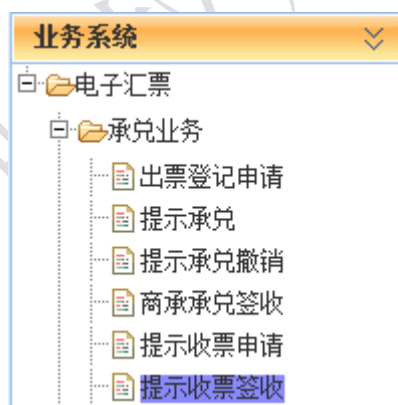 业务系统
电子汇票
承兑业务
出票登记申请
提示承兑
提示承兑撤销
商承承兑签收
提示收票申请
提示收票签收